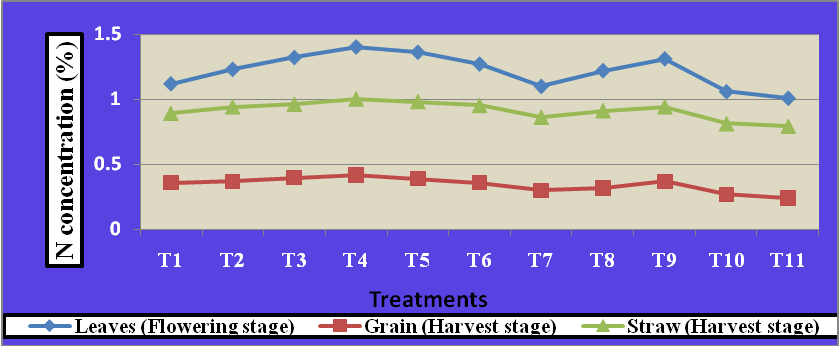 N concentration (%)
1.5
1
0.5
0
T1 T2 T3 T4 T5 T6 T7 T8 T9 T10 T11
Treatments
Leaves (Flowering stage) Grain (Harvest stage) Straw (Harvest stage)